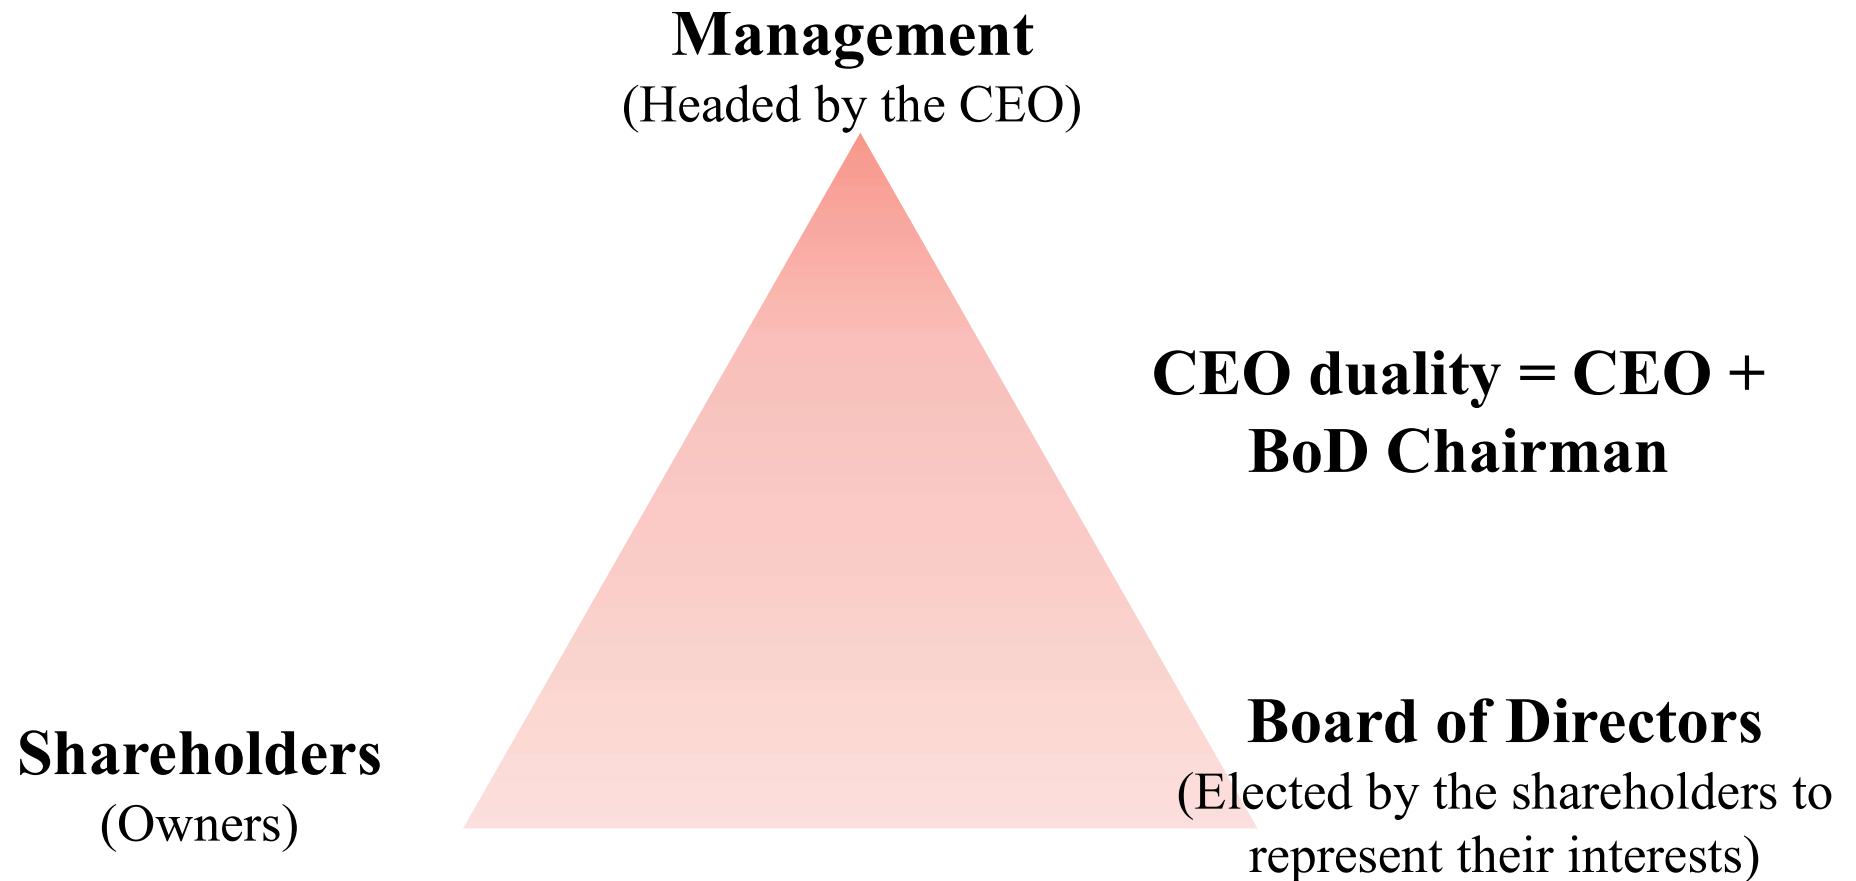 Management
(Headed by the CEO)
CEO duality = CEO +
BoD Chairman
Shareholders
(Owners)
Board of Directors
(Elected by the shareholders to
represent their interests)